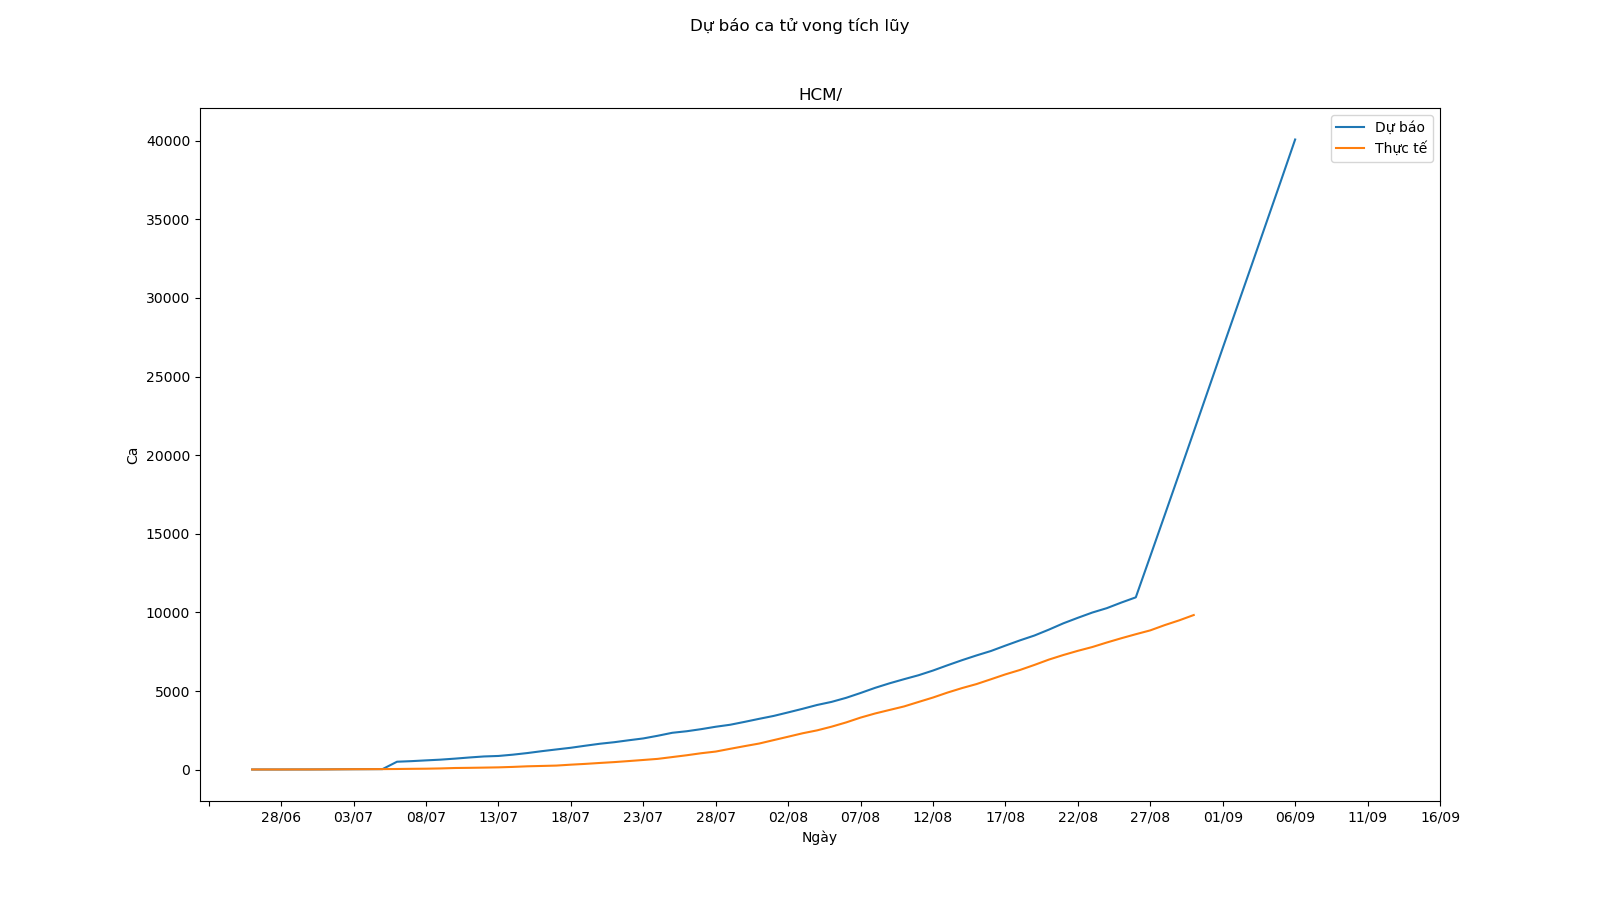 Dự báo ca tử vong tích lũy
HCM/
Dự báo
Thực tế
40000
35000
30000
25000
20000
15000
10000
5000
0
Ca
28/06 03/07 08/07 13/07 18/07 23/07 28/07 02/08 07/08 12/08 17/08 22/08 27/08 01/09 06/09 11/09 16/09
Ngày